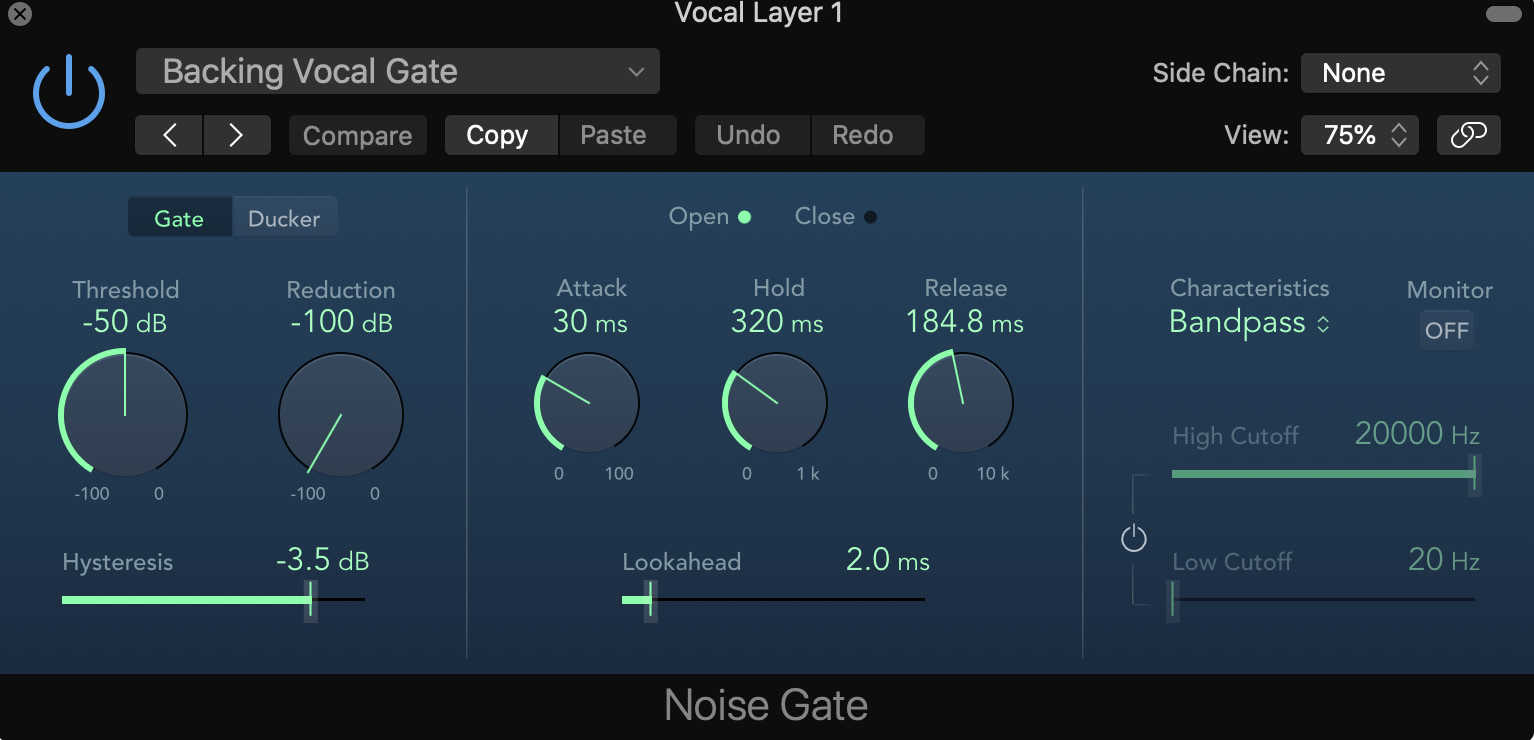 Vocal Layer 1
Backing Vocal Gate
Side Chain: None
Compare Copy Paste Undo Redo
View: 75%
Gate Ducker
Open Close
Threshold Reduction
-50 dB -100 dB
-100 0 -100 0
Hysteresis -3.5 dB
Attack Hold Release
30 ms 320 ms 184.8 ms
0 100 0 1 k 0 10 k
Lookahead 2.0 ms
Characteristics Monitor
Bandpass OFF
High Cutoff 20000 Hz
Low Cutoff 20 Hz
Noise Gate